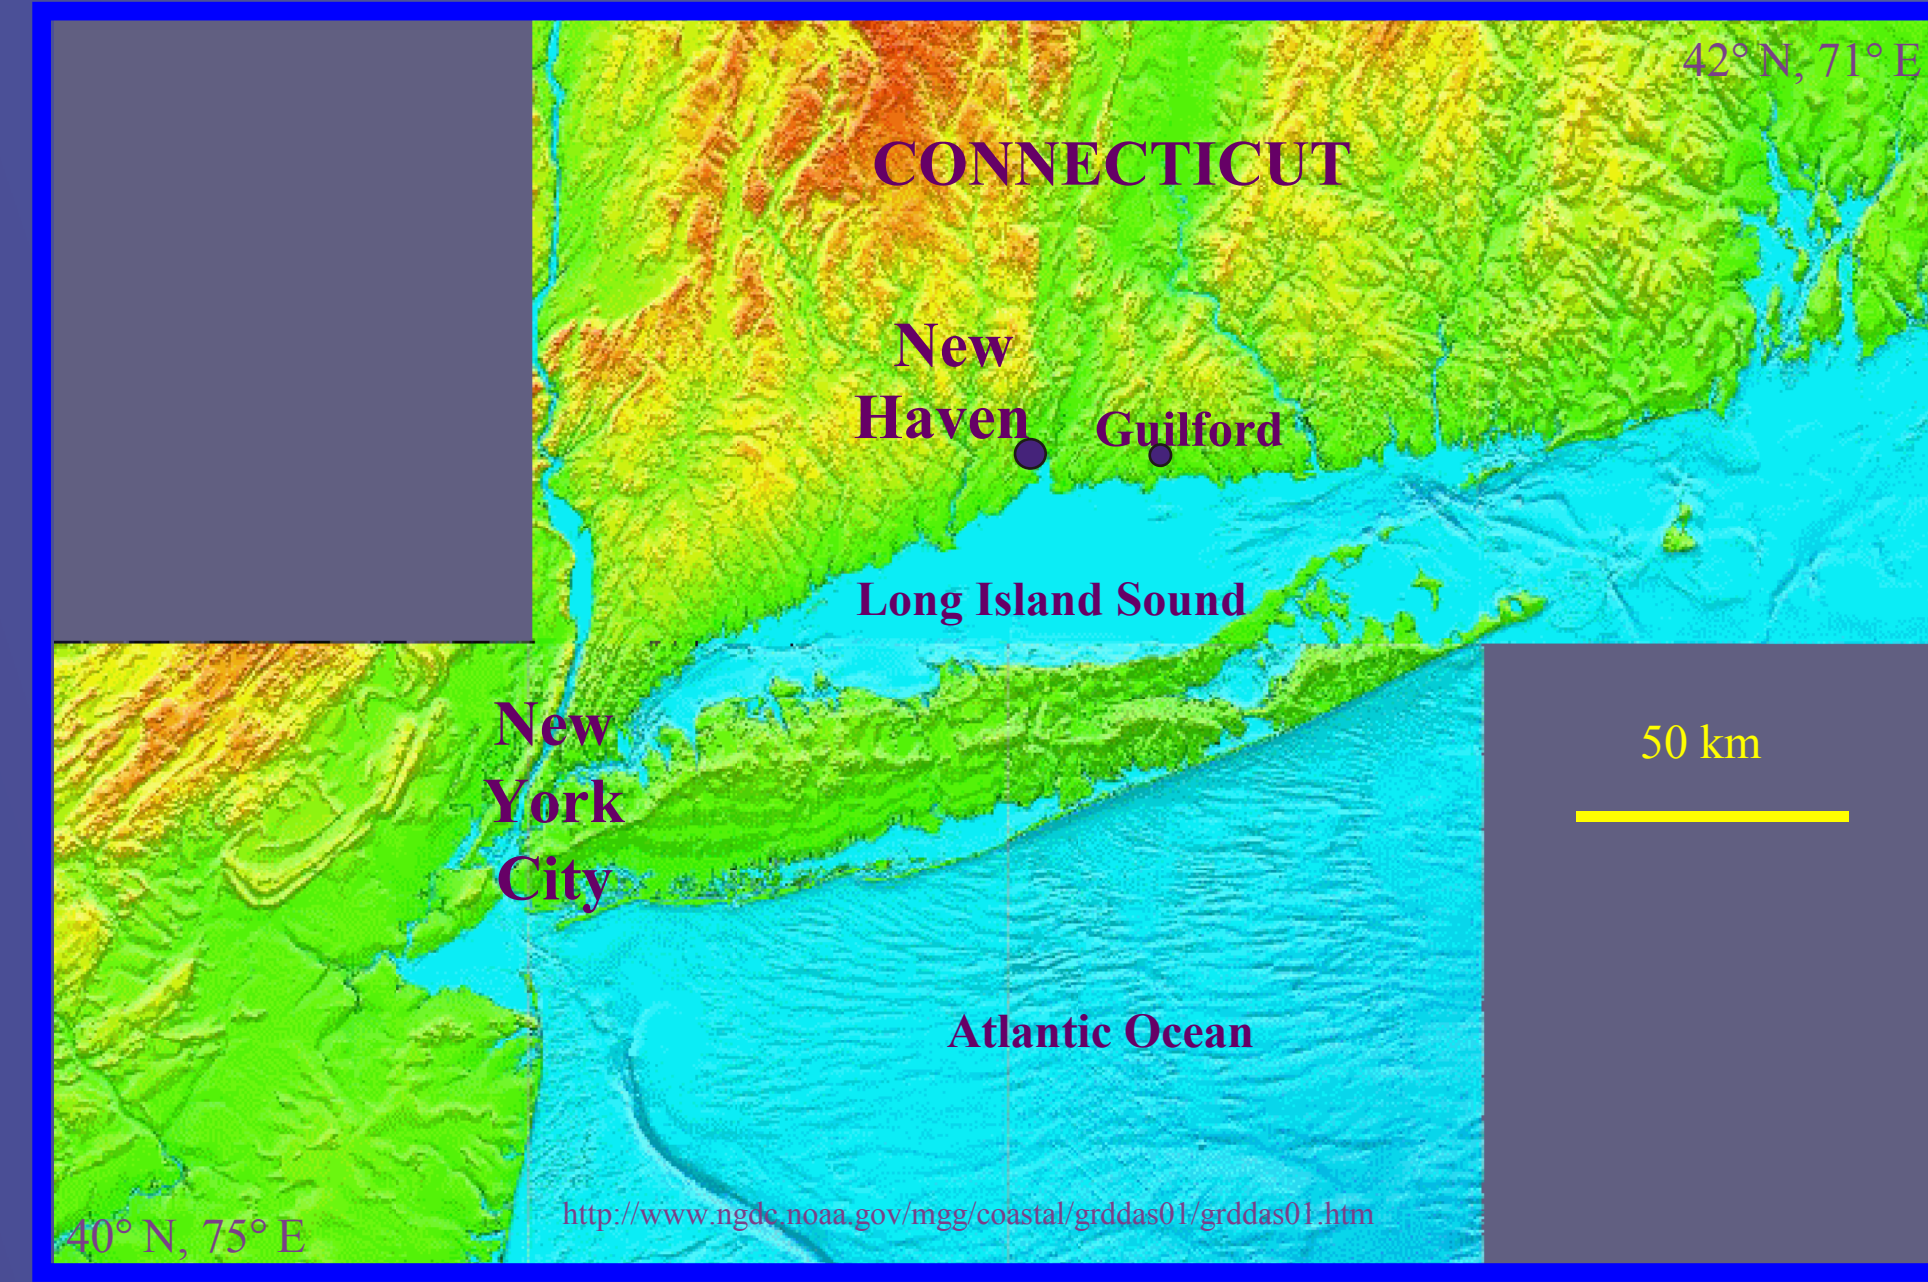 42° N, 71° E
CONNECTICUT
New
Haven
Guilford
Long Island Sound
New
York
City
50 km
Atlantic Ocean
http://www.ngdc.noaa.gov/mgg/coastal/grddas01/grddas01.htm
40° N, 75° E